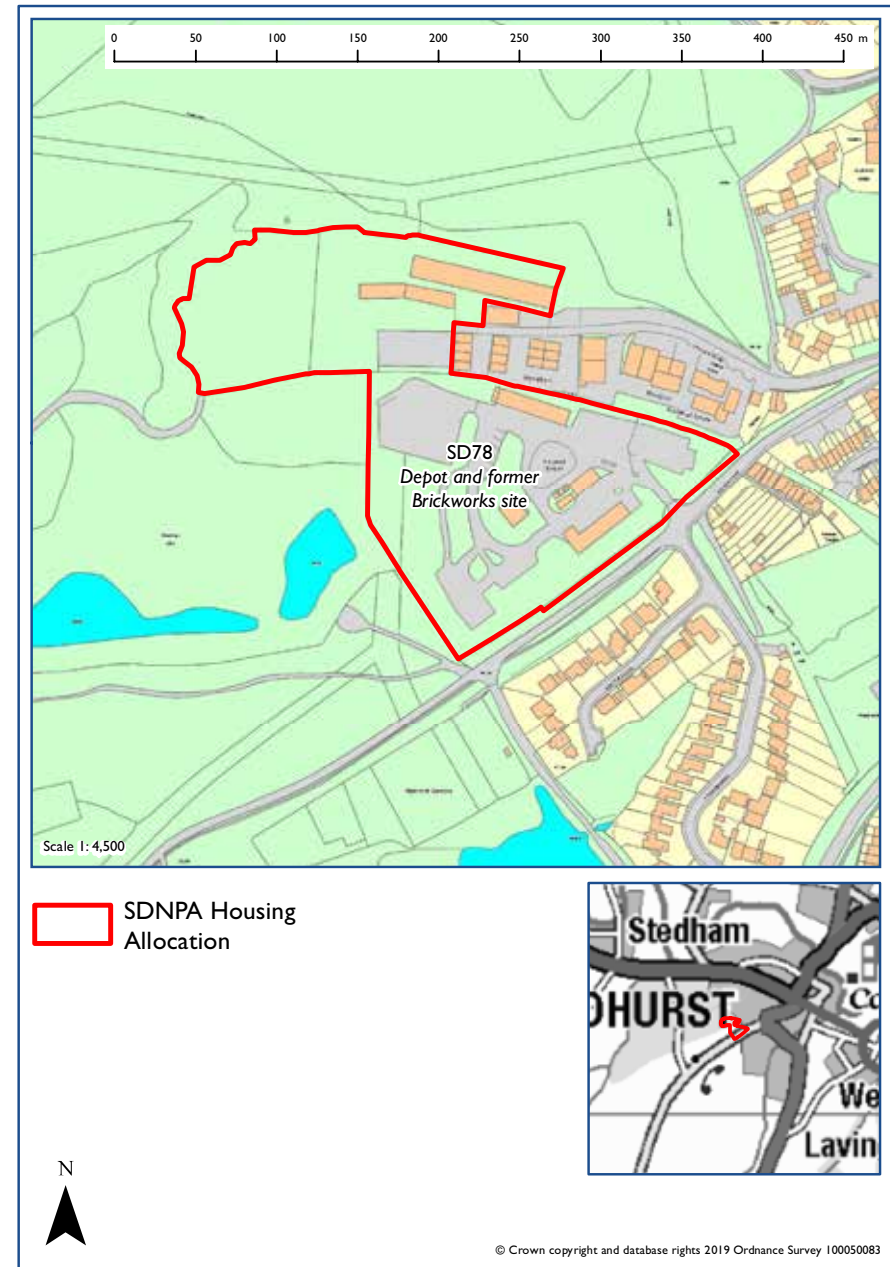 0 50 100 150 200 250 300 350 400 450 m
SD78
Depot and former
Brickworks site
Scale 1: 4,500
SDNPA Housing
Allocation
Stedham
DHURST
Co
We
Lavin
N
© Crown copyright and database rights 2019 Ordnance Survey 100050083